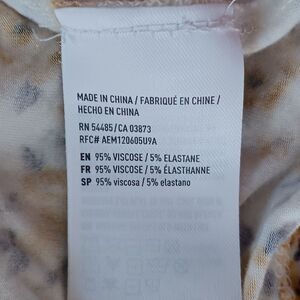 MADE IN CHINA / FABRIQUÉ EN CHINE /
HECHO EN CHINA
RN 54485 / CA 03873
RFC# AEM120605U9A
EN 95% VISCOSE / 5% ELASTANE
FR 95% VISCOSE / 5% ÉLASTHANNE
SP 95% viscosa / 5% elastano